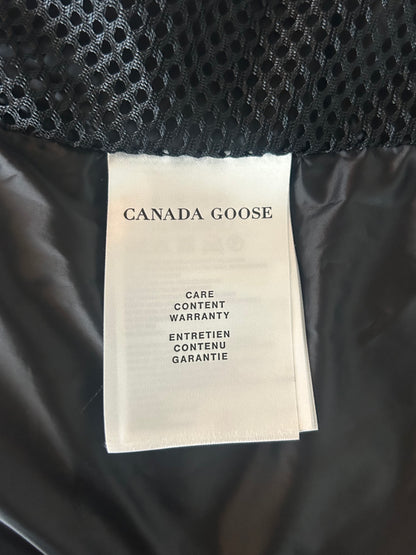 CANADA GOOSE
CARE
CONTENT
WARRANTY
ENTRETIEN
CONTENU
GARANTIE